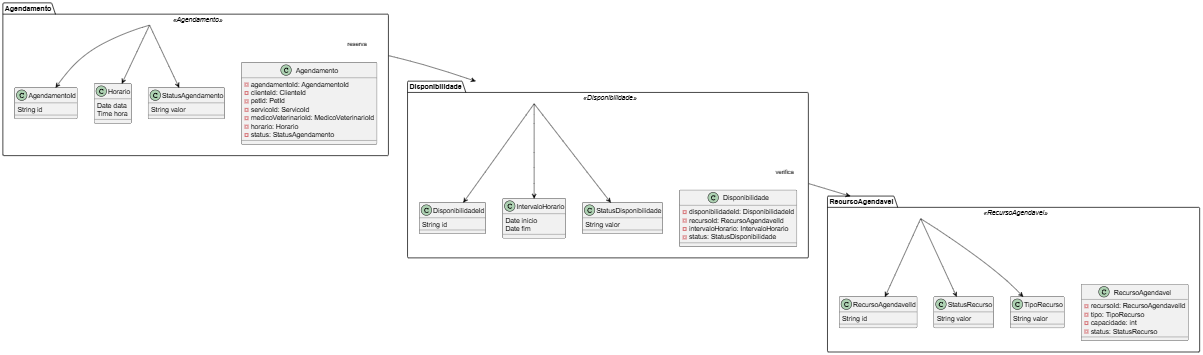 Agendamento
«Agendamento»
reserva
C AgendamentoId
String id
C Horario
Date data
Time hora
C StatusAgendamento
String valor
C Agendamento
agendamentoId: AgendamentoId
clienteId: ClienteId
petId: PetId
servicoId: ServicoId
medicoVeterinarioId: MedicoVeterinarioId
horario: Horario
status: StatusAgendamento
Disponibilidade
«Disponibilidade»
verifica
C DisponibilidadeId
String id
C IntervaloHorario
Date inicio
Date fim
C StatusDisponibilidade
String valor
C Disponibilidade
disponibilidadeId: DisponibilidadeId
recursoId: RecursoAgendavelId
intervaloHorario: IntervaloHorario
status: StatusDisponibilidade
RecursoAgendavel
«RecursoAgendavel»
C RecursoAgendavelId
String id
C StatusRecurso
String valor
C TipoRecurso
String valor
C RecursoAgendavel
recursoId: RecursoAgendavelId
tipo: TipoRecurso
capacidade: int
status: StatusRecurso